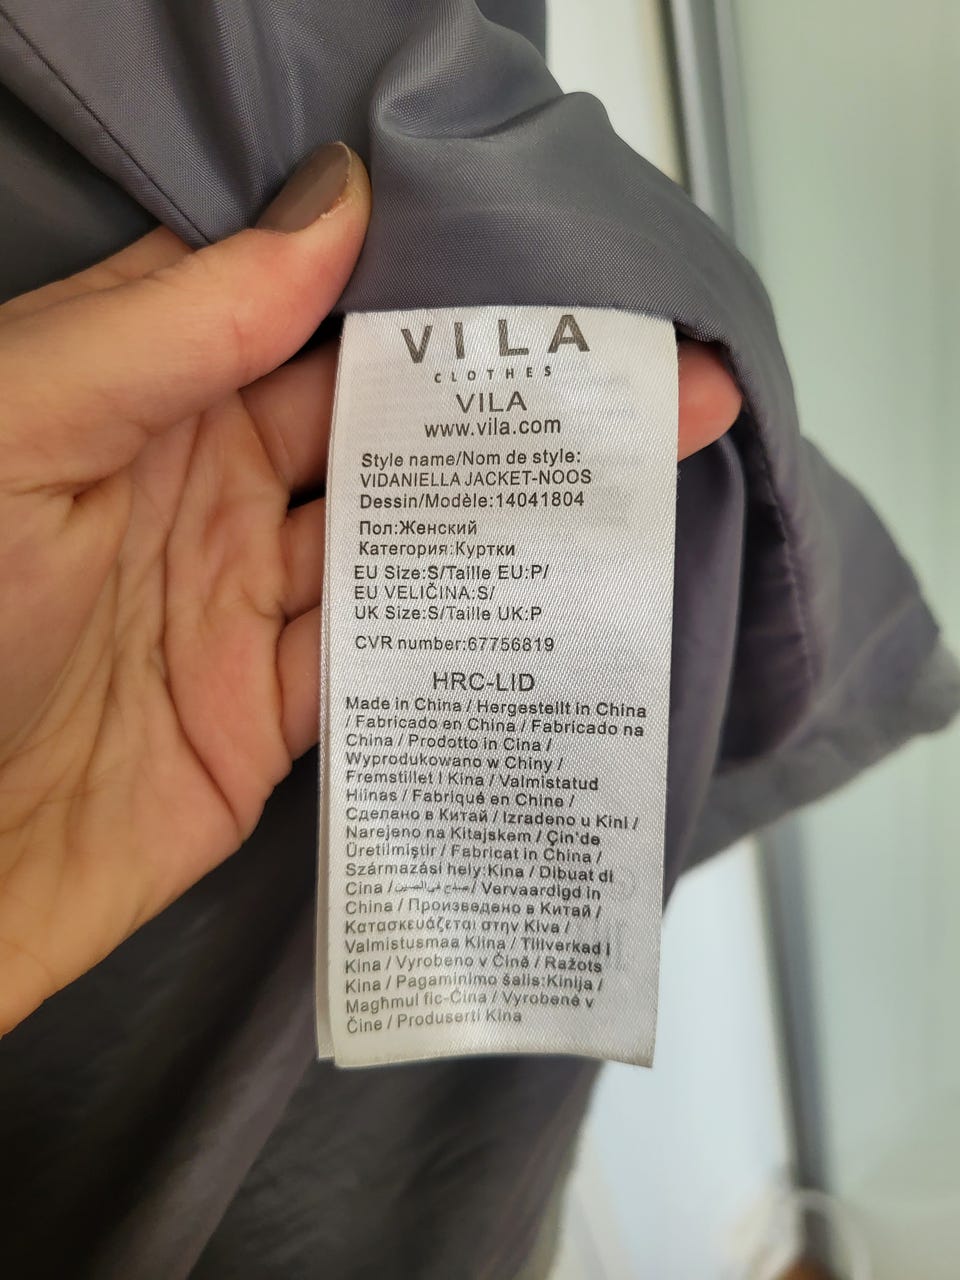 VILA
CLOTHES
VILA
www.vila.com
Style name/Nom de style:
VIDANIELLA JACKET-NOOS
Dessin/Modèle:14041804
Пол:Женский
Категория:Куртки
EU Size:S/Taille EU:P/
EU VELIČINA:S/
UK Size:S/Taille UK:P
CVR number:67756819
HRC-LID
Made in China / Hergestellt in China
/ Fabricado en China / Fabricado na
China / Prodotto in Cina /
Wyprodukowano w Chiny /
Fremstillet I Kina / Valmistatud
Hiinas / Fabriqué en Chine /
Сделано в Китай / Izradeno u Kini /
Narejeno na Kitajskem / Çin'de
Üretilmiştir / Fabricat in China /
Származási hely:Kina / Dibuat di
Cina / / Vervaardigd in
China / Произведено в Китай /
Κατασκευάζεται στην Κίνα /
Valmistusmaa Kiina / Tillverkad i
Kina / Vyrobeno v Číně / Ražots
Kina / Pagaminimo šalis:Kinija /
Magħmul fic-Ċina / Vyrobené v
Číne / Produserti Kina